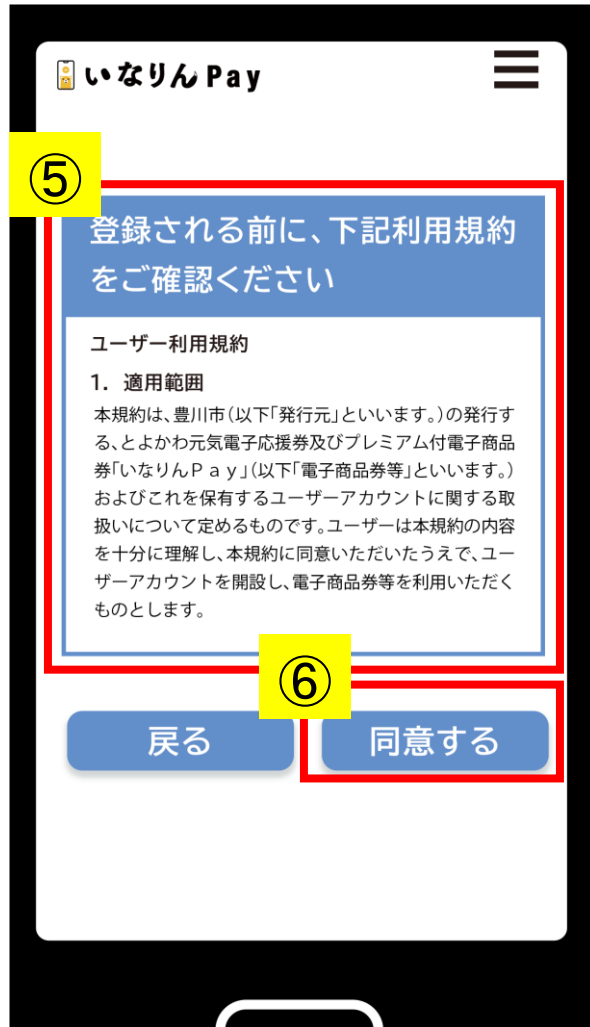 いなりん Pay
⑤
登録される前に、下記利用規約
をご確認ください
ユーザー利用規約
1. 適用範囲
本規約は、豊川市(以下「発行元」といいます。)の発行す
る、とよかわ元気電子応援券及びプレミアム付電子商品
券「いなりんＰａｙ」(以下「電子商品券等」といいます。)
およびこれを保有するユーザーアカウントに関する取
扱いについて定めるものです。ユーザーは本規約の内容
を十分に理解し、本規約に同意いただいたうえで、ユー
ザーアカウントを開設し、電子商品券等を利用いただく
ものとします。
⑥
戻る
同意する